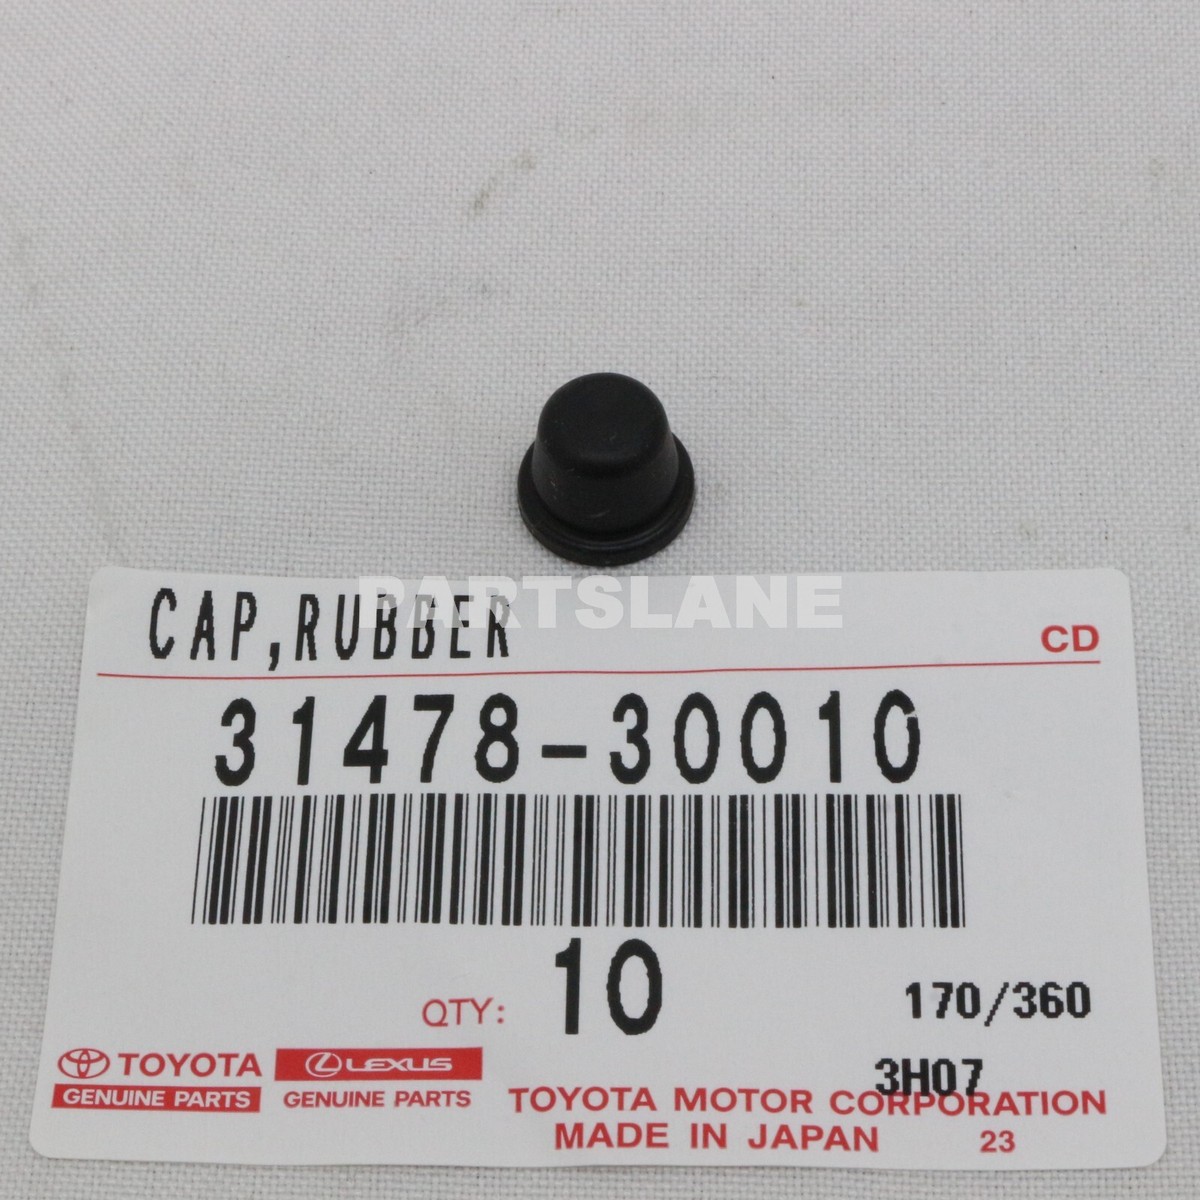 PARTSLANE
CAP,RUBBER
CD
31478-30010
QTY: 10
170/360
3H07
TOYOTA
GENUINE PARTS
LEXUS
GENUINE PARTS
TOYOTA MOTOR CORPORATION
MADE IN JAPAN 23